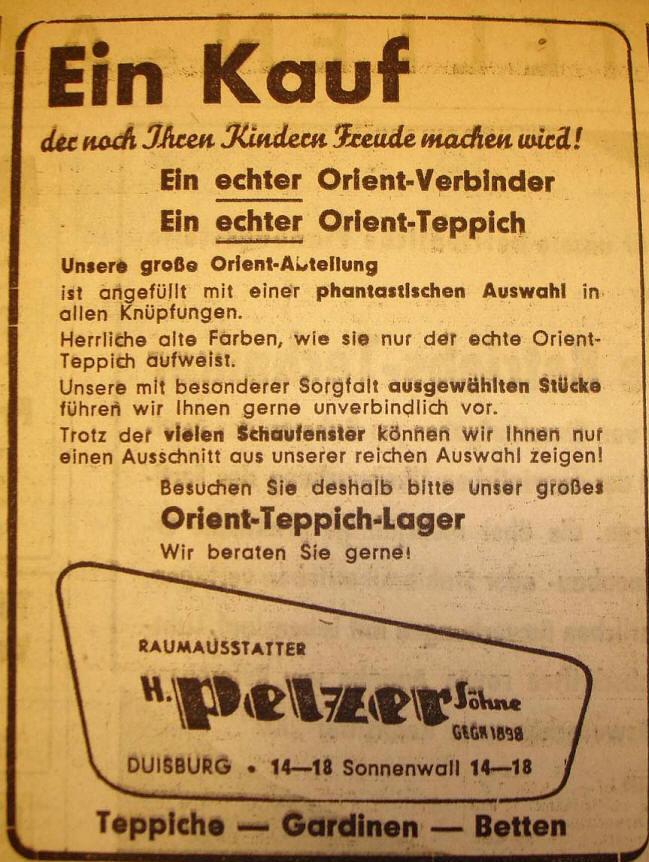 Ein Kauf
der noch Ihren Kindern Freude machen wird!
Ein echter Orient-Verbinder
Ein echter Orient-Teppich
Unsere große Orient-Abteilung
ist angefüllt mit einer phantastischen Auswahl in
allen Knüpfungen.
Herrliche alte Farben, wie sie nur der echte Orient-
Teppich aufweist.
Unsere mit besonderer Sorgfalt ausgewählten Stücke
führen wir Ihnen gerne unverbindlich vor.
Trotz der vielen Schaufenster können wir Ihnen nur
einen Ausschnitt aus unserer reichen Auswahl zeigen!
Besuchen Sie deshalb bitte unser großes
Orient-Teppich-Lager
Wir beraten Sie gerne!
RAUMAUSSTATTER
H. Pelzer Söhne
GEGR 1898
DUISBURG • 14—18 Sonnenwall 14—18
Teppiche — Gardinen — Betten